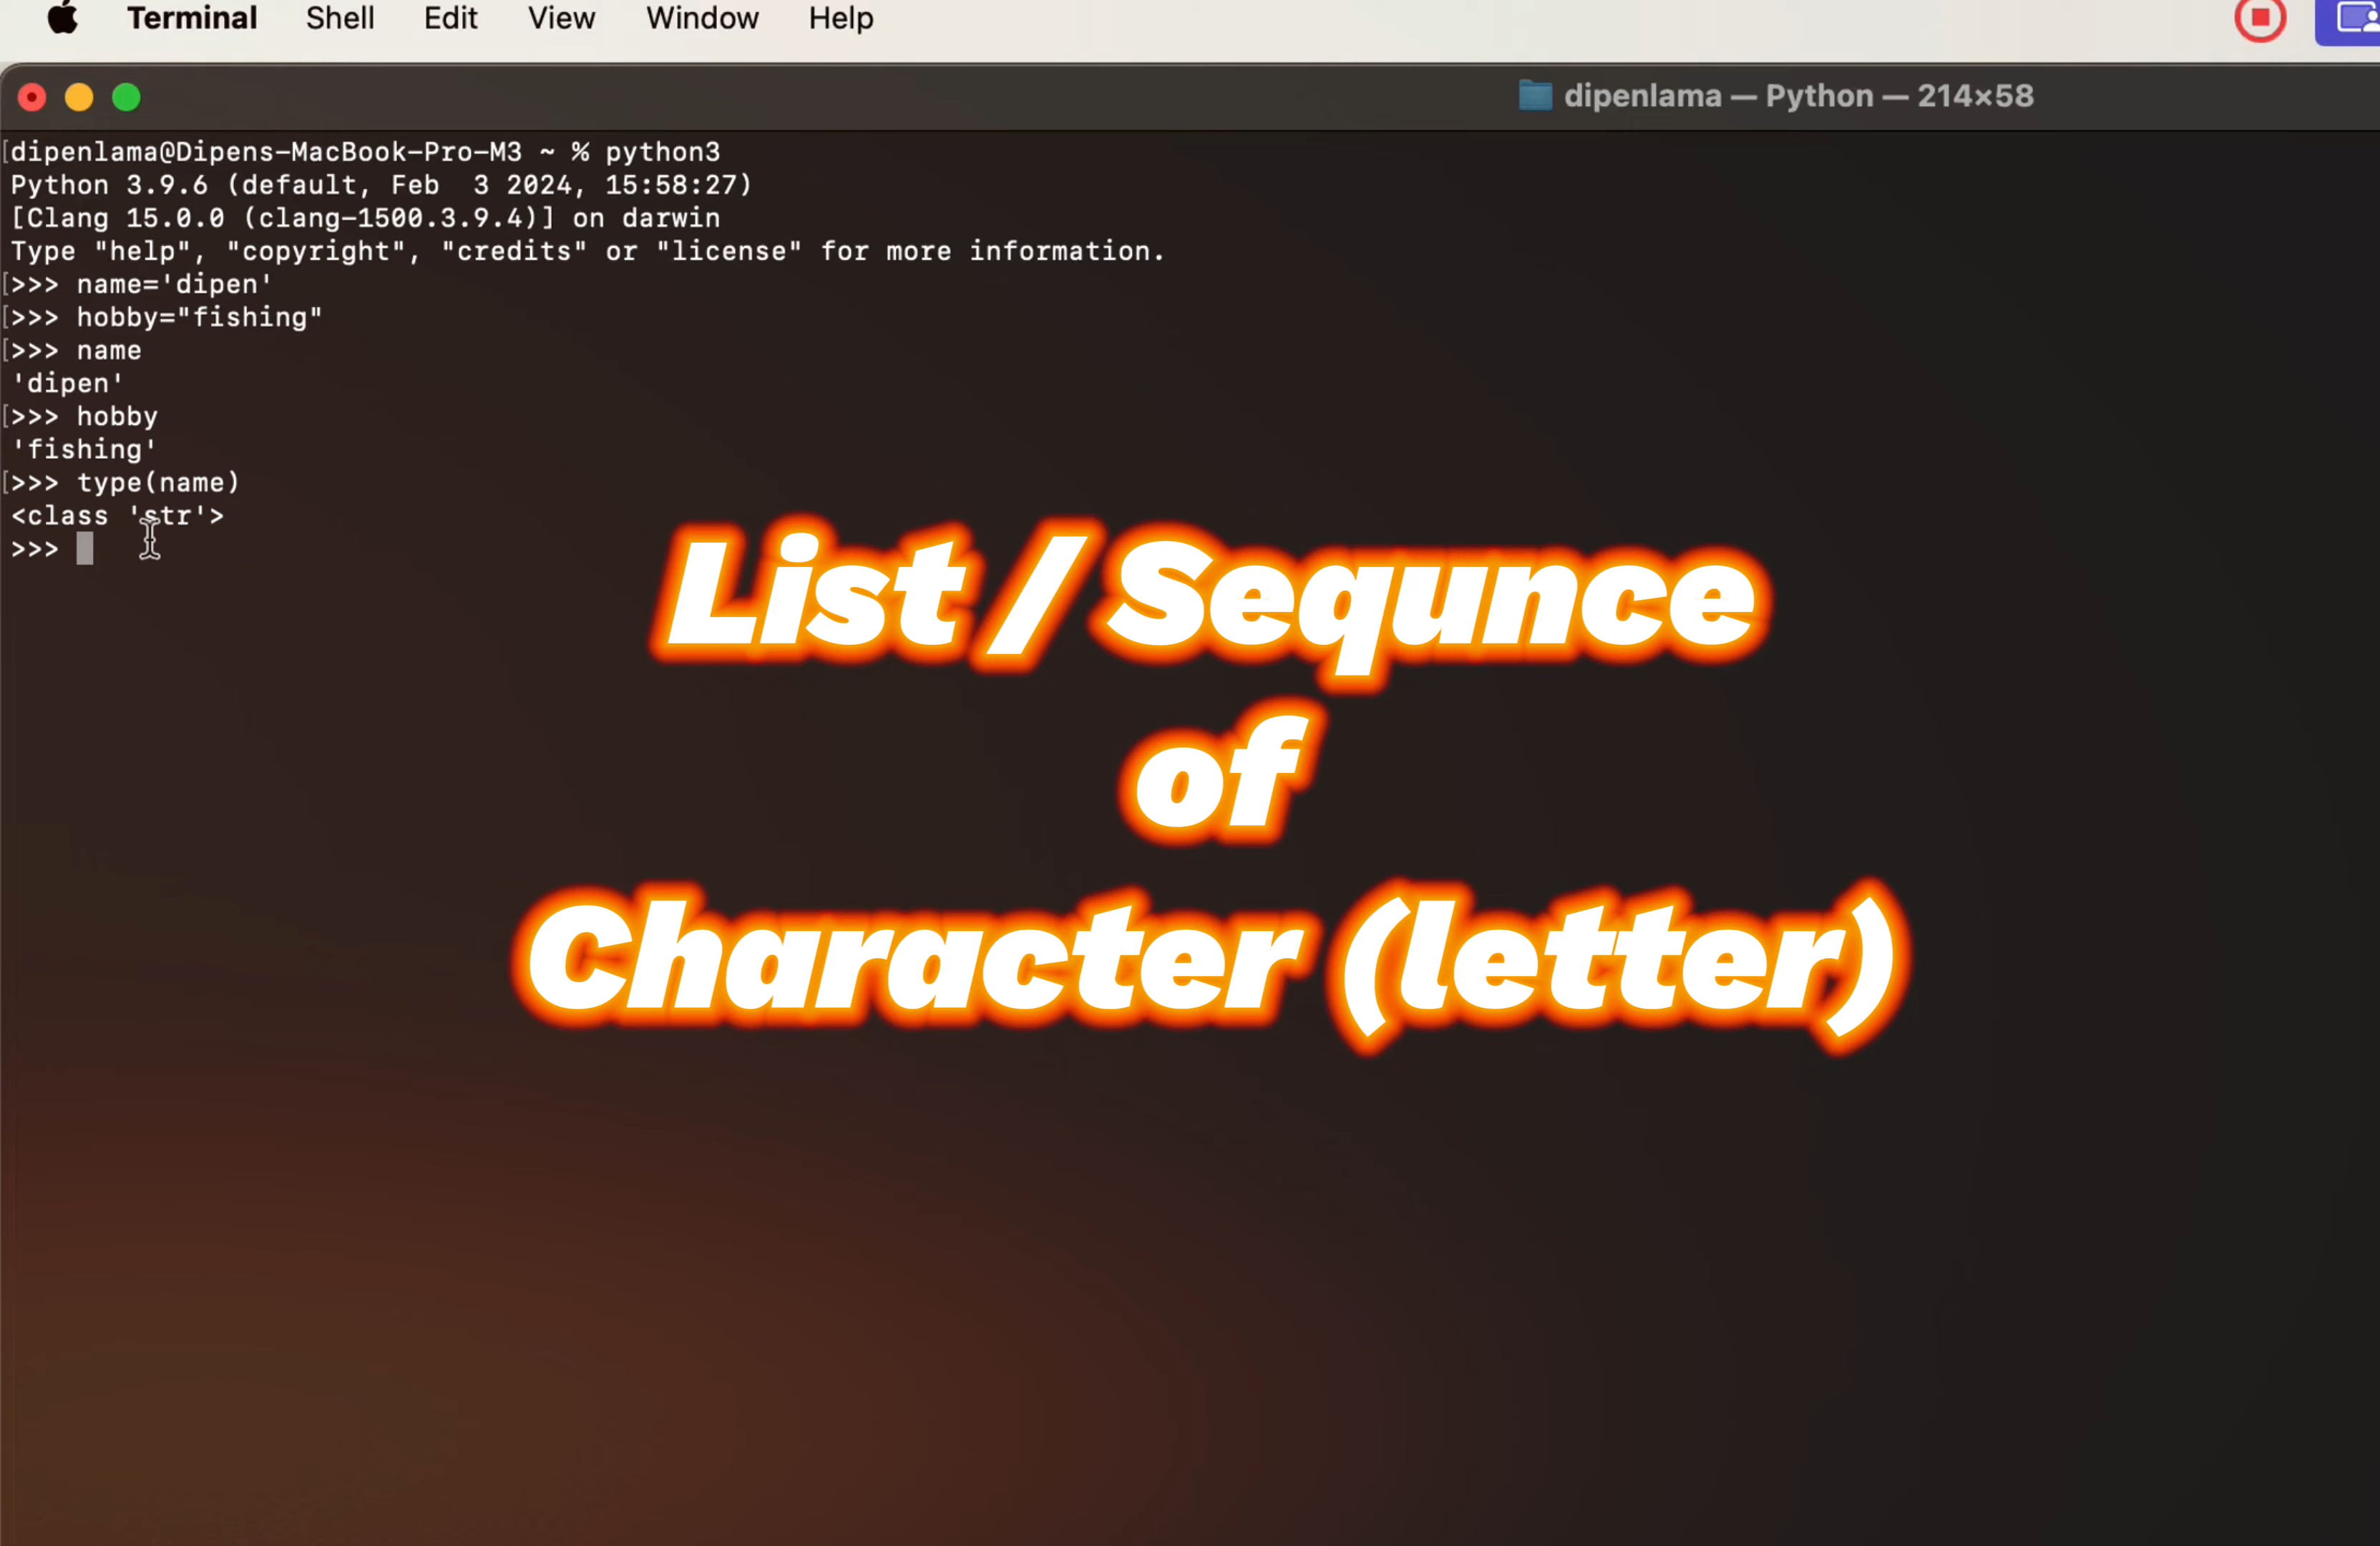 Terminal Shell Edit View Window Help
dipenlama — Python — 214×58
[dipenlama@Dipens-MacBook-Pro-M3 ~ % python3
Python 3.9.6 (default, Feb  3 2024, 15:58:27)
[Clang 15.0.0 (clang-1500.3.9.4)] on darwin
Type "help", "copyright", "credits" or "license" for more information.
[>>> name='dipen'
[>>> hobby="fishing"
[>>> name
'dipen'
[>>> hobby
'fishing'
[>>> type(name)
<class 'str'>
>>>
List / Sequnce
of
Character (letter)